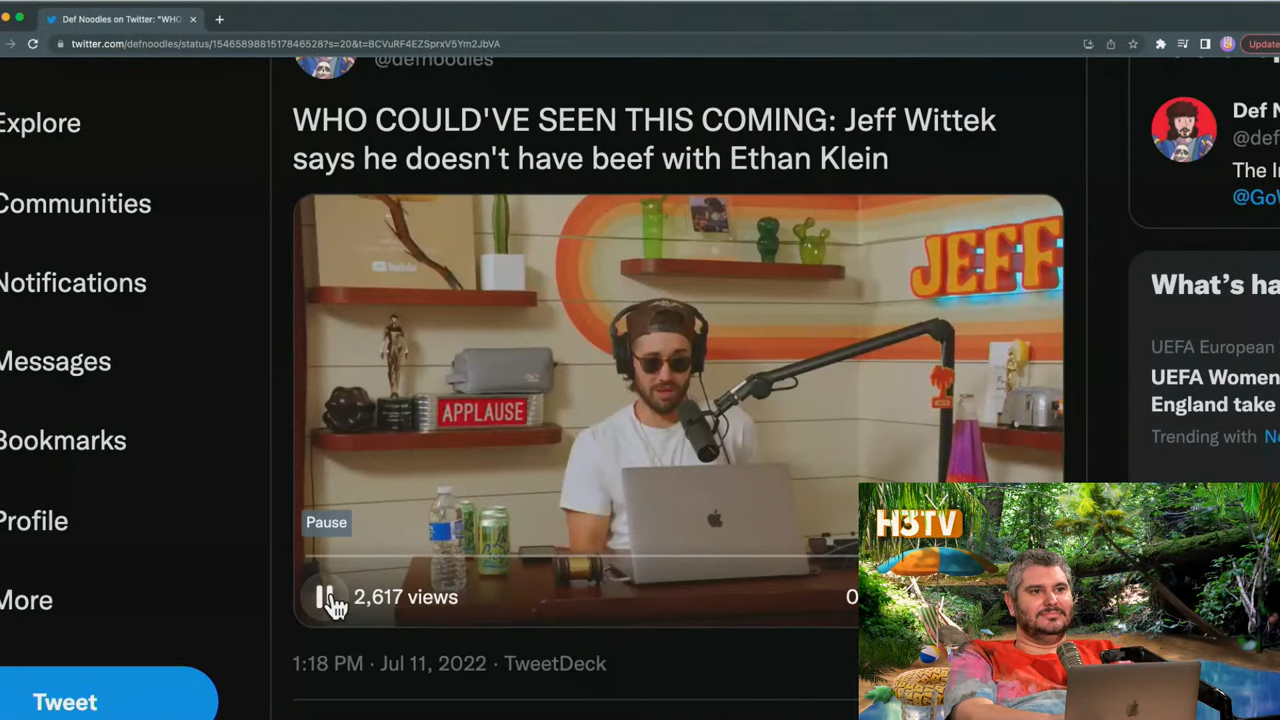 Def Noodles on Twitter: "WHO
twitter.com/defnoodles/status/1546589881517846528?s=20&t=BCVuRF4EZSprxV5Ym2JbVA
Update
@defnoodles
WHO COULD'VE SEEN THIS COMING: Jeff Wittek
says he doesn't have beef with Ethan Klein
Explore
Communities
Notifications
Messages
Bookmarks
Profile
More
Tweet
YouTube
JEFF
APPLAUSE
Pause
2,617 views
0
1:18 PM · Jul 11, 2022 · TweetDeck
Def N
@def
The I
@Go
What's ha
UEFA European
UEFA Women
England take
Trending with
H3TV